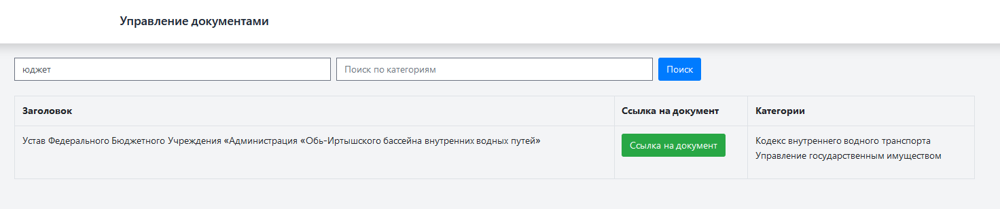 Управление документами
юджет
Поиск по категориям
Поиск
Заголовок
Ссылка на документ
Категории
Устав Федерального Бюджетного Учреждения «Администрация «Обь-Иртышского бассейна внутренних водных путей»
Ссылка на документ
Кодекс внутреннего водного транспорта
Управление государственным имуществом